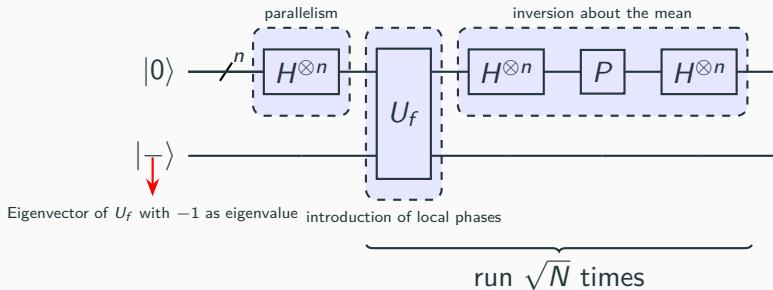 parallelism
inversion about the mean
|0⟩
n
H⊗n
U_f
H⊗n
P
H⊗n
|−⟩
Eigenvector of U_f with −1 as eigenvalue
introduction of local phases
run √N times